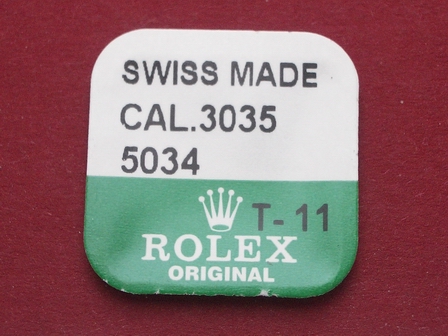 SWISS MADE
CAL.3035
5034
T-11
ROLEX
ORIGINAL